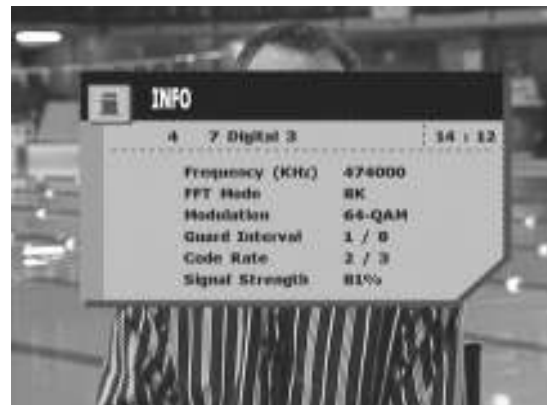 INFO
4 7 Digital 3 14 : 12
Frequency (KHz) 474000
FFT Mode 8K
Modulation 64-QAM
Guard Interval 1 / 8
Code Rate 2 / 3
Signal Strength 81%